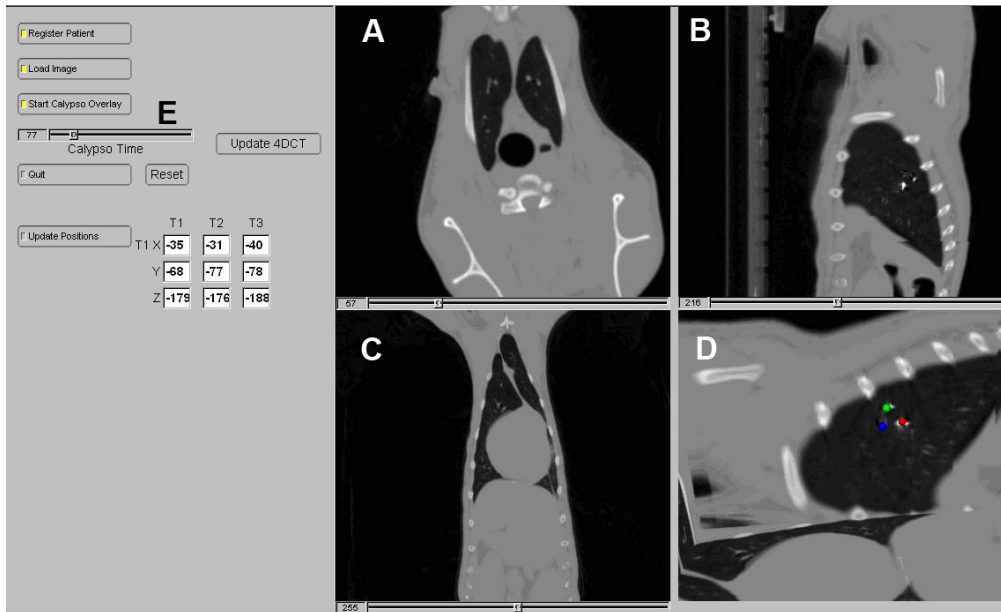 Register Patient
Load Image
Start Calypso Overlay
E
77
Calypso Time
Update 4DCT
Quit
Reset
T1 T2 T3
Update Positions
T1 X -35 -31 -40
Y -68 -77 -78
Z -179 -176 -188
A
57
B
216
C
255
D